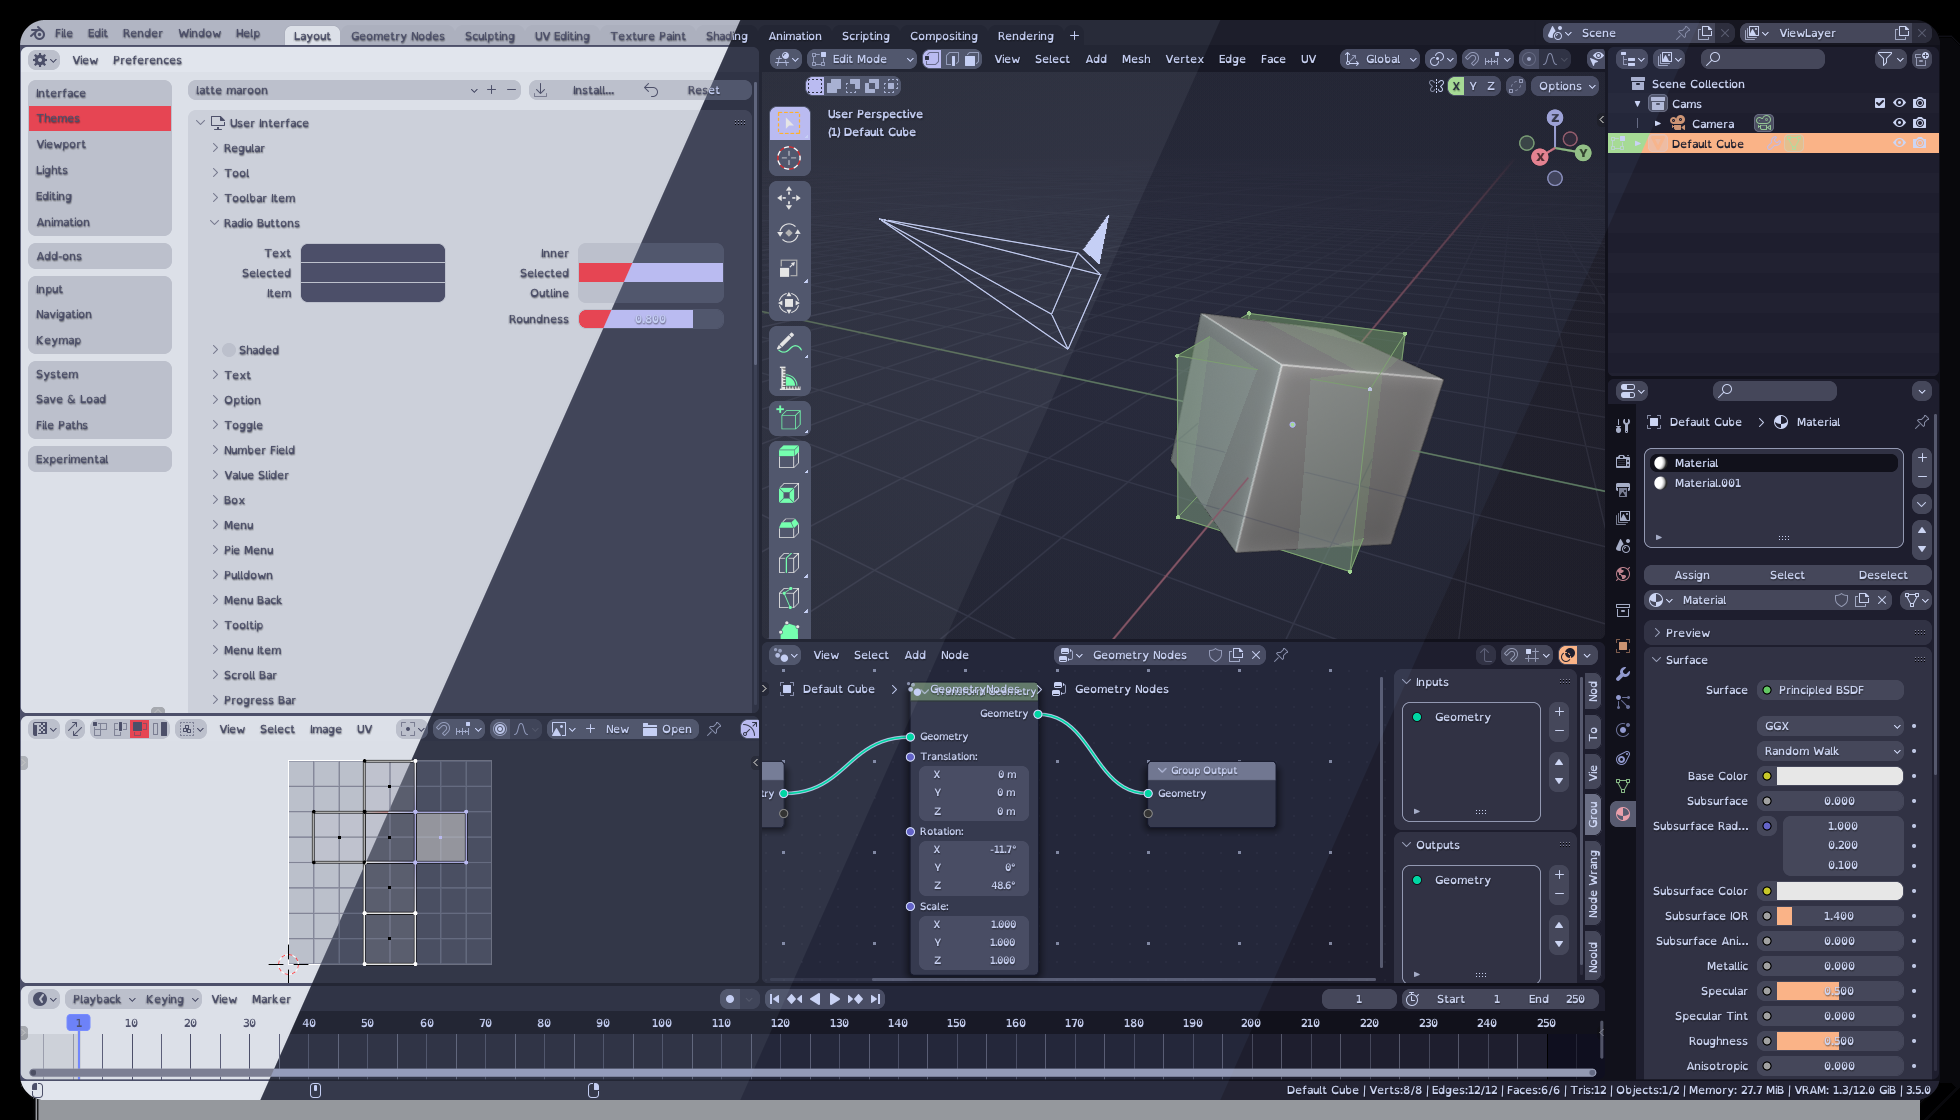 File Edit Render Window Help Layout Geometry Nodes Sculpting UV Editing Texture Paint Shading Animation Scripting Compositing Rendering + Scene ViewLayer
View Preferences
Interface
Themes
Viewport
Lights
Editing
Animation
Add-ons
Input
Navigation
Keymap
System
Save & Load
File Paths
Experimental
latte maroon Install... Reset
User Interface
Regular
Tool
Toolbar Item
Radio Buttons
Text Inner
Selected Selected
Item Outline
Roundness 0.800
Shaded
Text
Option
Toggle
Number Field
Value Slider
Box
Menu
Pie Menu
Pulldown
Menu Back
Tooltip
Menu Item
Scroll Bar
Progress Bar
Edit Mode View Select Add Mesh Vertex Edge Face UV Global
X Y Z Options
User Perspective
(1) Default Cube
Z
X Y
Scene Collection
Cams
Camera
Default Cube
Default Cube > Material
Material
Material.001
Assign Select Deselect
Material
Preview
Surface
Surface Principled BSDF
GGX
Random Walk
Base Color
Subsurface 0.000
Subsurface Rad... 1.000
0.200
0.100
Subsurface Color
Subsurface IOR 1.400
Subsurface Ani... 0.000
Metallic 0.000
Specular 0.500
Specular Tint 0.000
Roughness 0.500
Anisotropic 0.000
View Select Add Node Geometry Nodes
Default Cube > GeometryNodes > Geometry Nodes
Geometry
Geometry
Translation:
X 0 m
Y 0 m
Z 0 m
Rotation:
X -11.7°
Y 0°
Z 48.6°
Scale:
X 1.000
Y 1.000
Z 1.000
try
Group Output
Geometry
Inputs
Geometry
Outputs
Geometry
Nod
To
Vie
Grou
Node Wrang
View Select Image UV New Open
Playback Keying View Marker 1 Start 1 End 250
1 10 20 30 40 50 60 70 80 90 100 110 120 130 140 150 160 170 180 190 200 210 220 230 240 250
Default Cube | Verts:8/8 | Edges:12/12 | Faces:6/6 | Tris:12 | Objects:1/2 | Memory: 27.7 MiB | VRAM: 1.3/12.0 GiB | 3.5.0